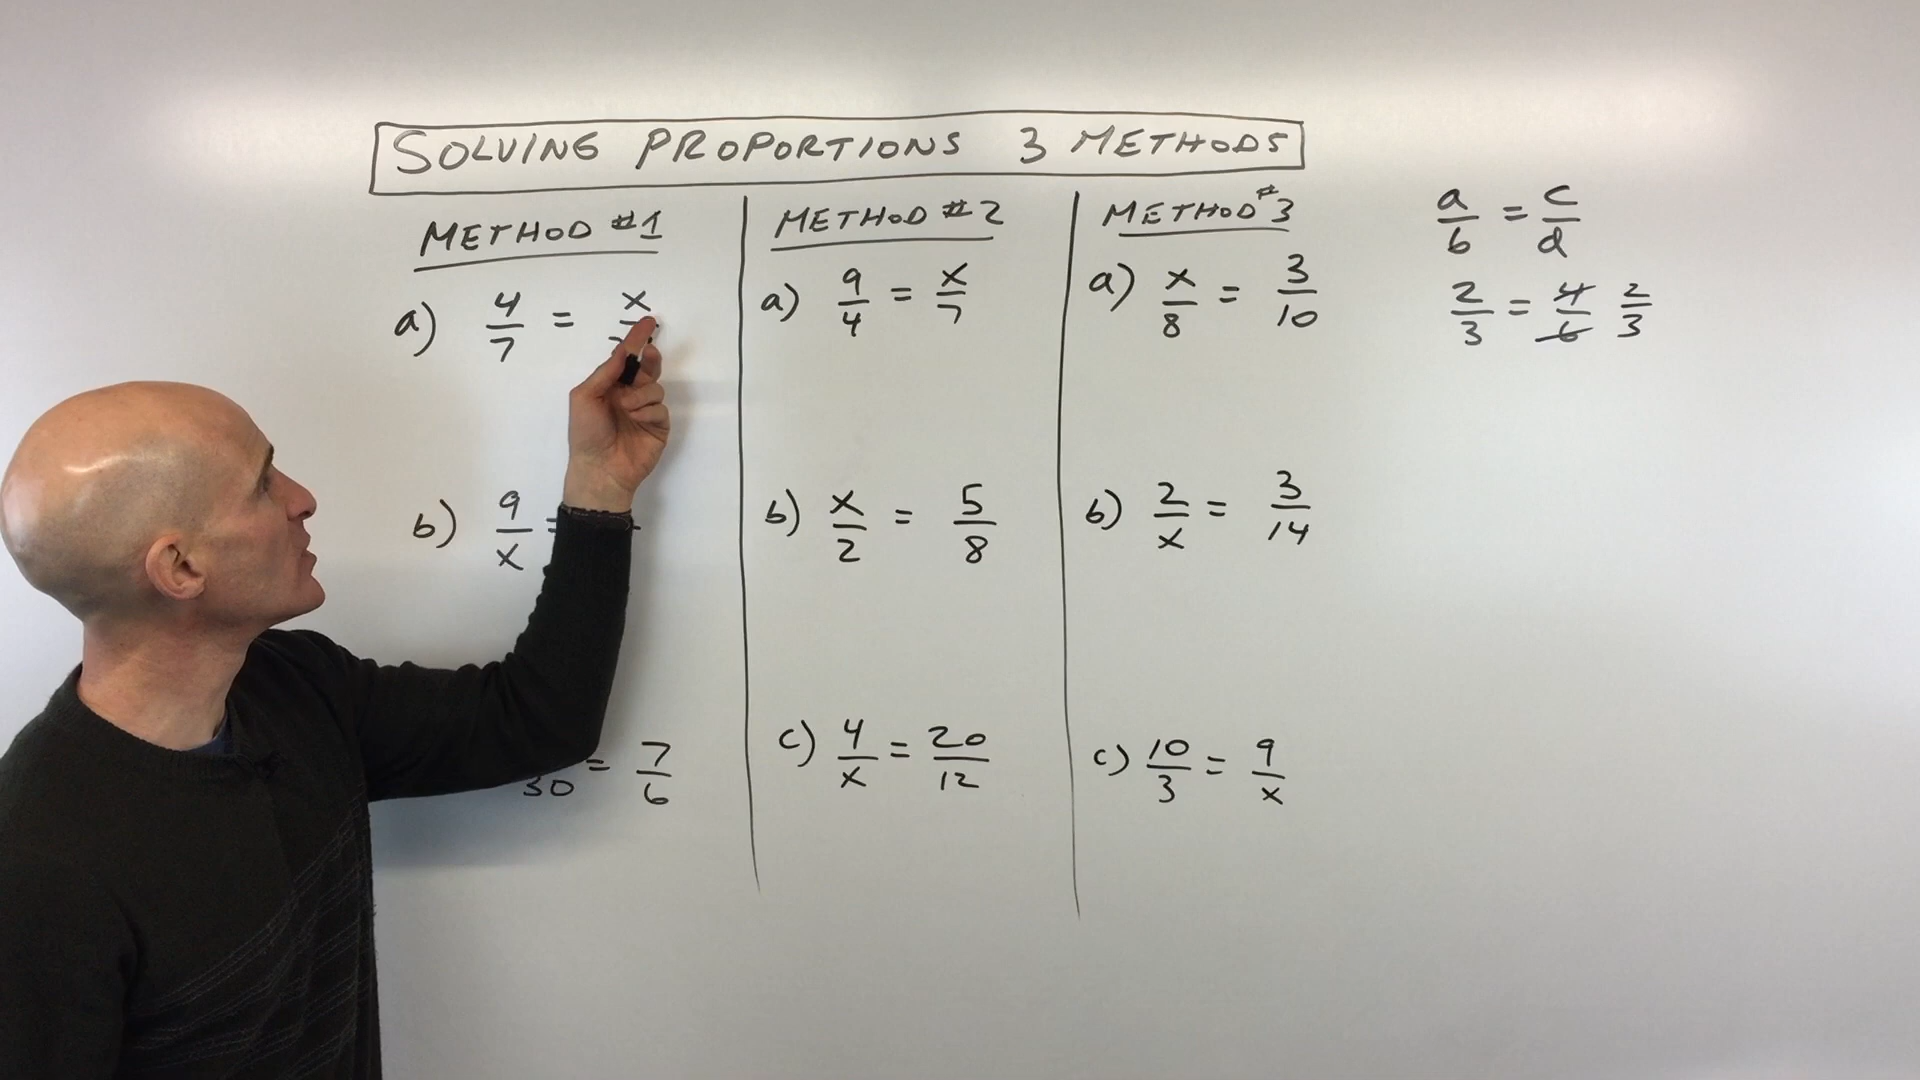 SOLVING PROPORTIONS 3 METHODS
METHOD #1
a) 4/7 = x/
b) 9/x =
30 = 7/6
METHOD #2
a) 9/4 = x/7
b) x/2 = 5/8
c) 4/x = 20/12
METHOD #3
a) x/8 = 3/10
b) 2/x = 3/14
c) 10/3 = 9/x
a/b = c/d
2/3 = 4/6 2/3